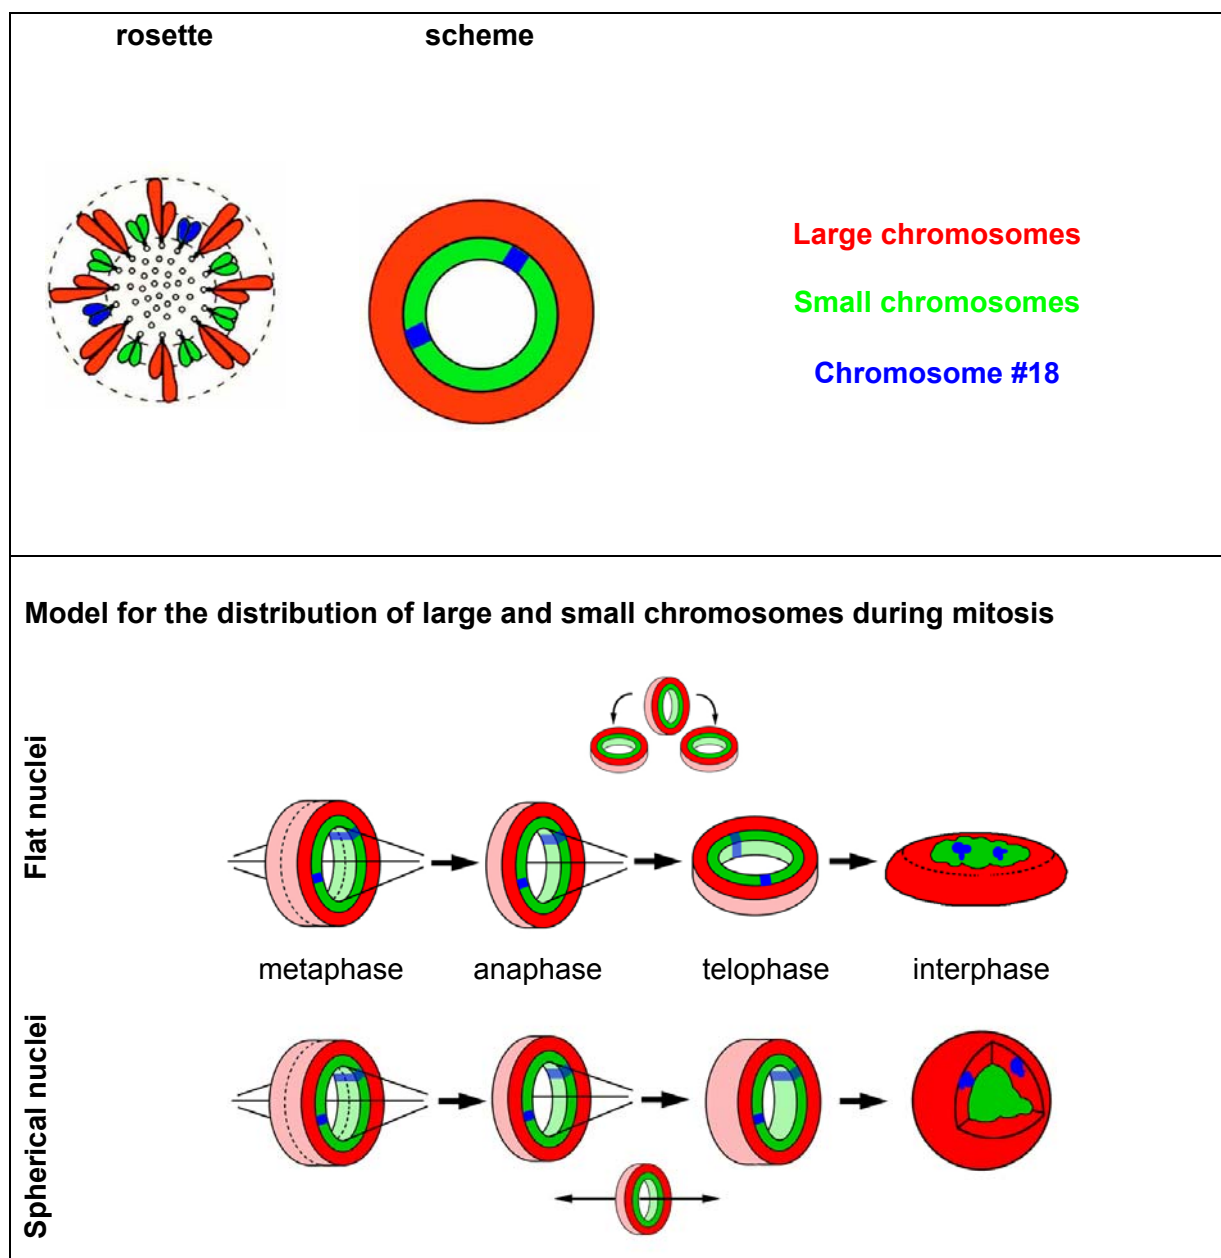 rosette
scheme
Large chromosomes
Small chromosomes
Chromosome #18
Model for the distribution of large and small chromosomes during mitosis
Flat nuclei
metaphase
anaphase
telophase
interphase
Spherical nuclei